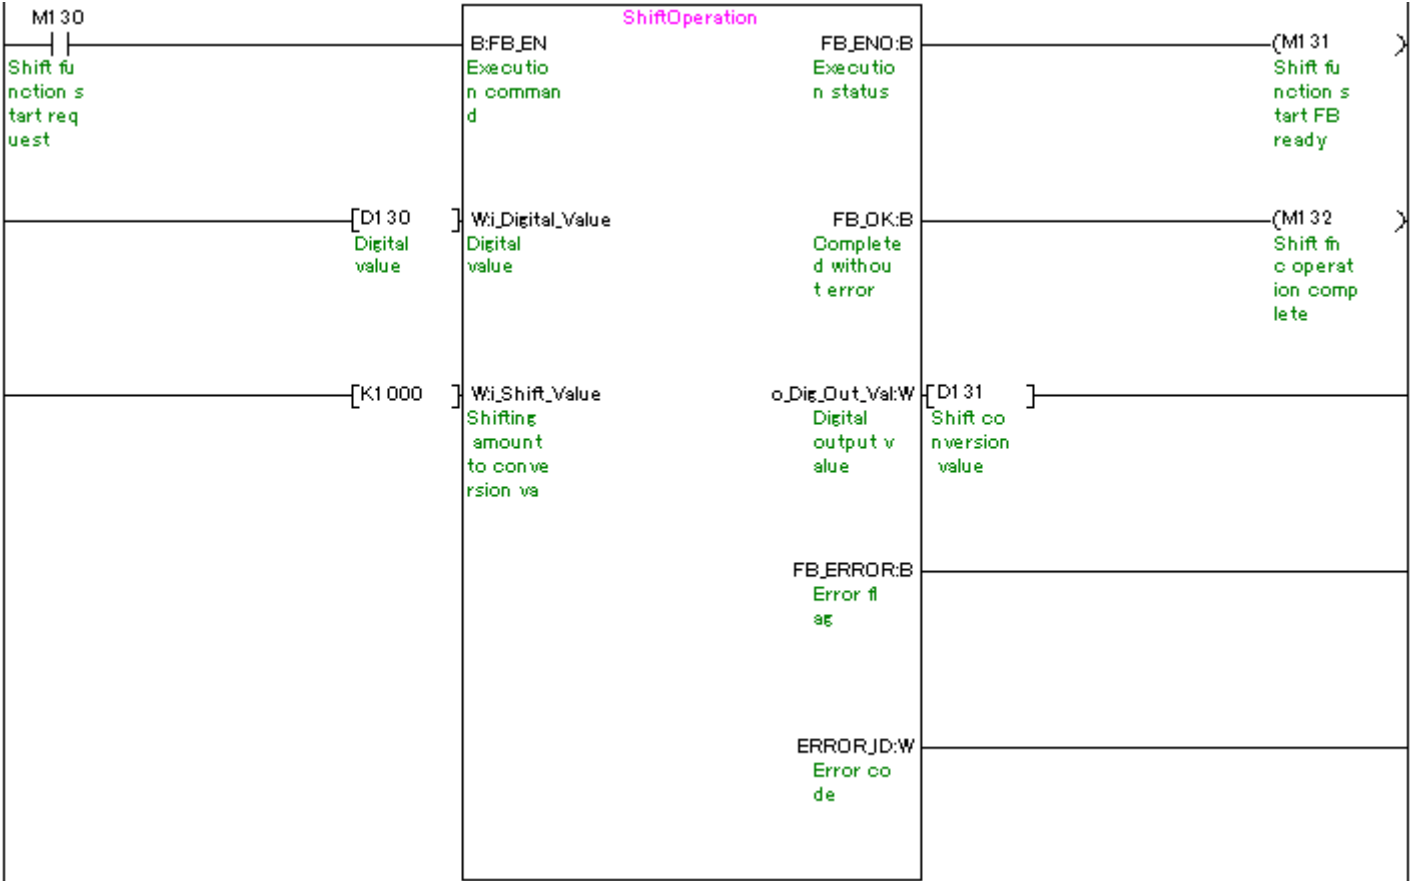 M130
ShiftOperation
B:FB_EN
FB_ENO:B
(M131 )
Shift fu
nction s
tart req
uest
Executio
n comman
d
Executio
n status
Shift fu
nction s
tart FB
ready
[D130 ]
W:i_Digital_Value
FB_OK:B
(M132 )
Digital
value
Digital
value
Complete
d withou
t error
Shift fn
c operat
ion comp
lete
[K1000 ]
W:i_Shift_Value
o_Dig_Out_Val:W
[D131 ]
Shifting
amount
to conve
rsion va
Digital
output v
alue
Shift co
nversion
value
FB_ERROR:B
Error fl
ag
ERROR_ID:W
Error co
de